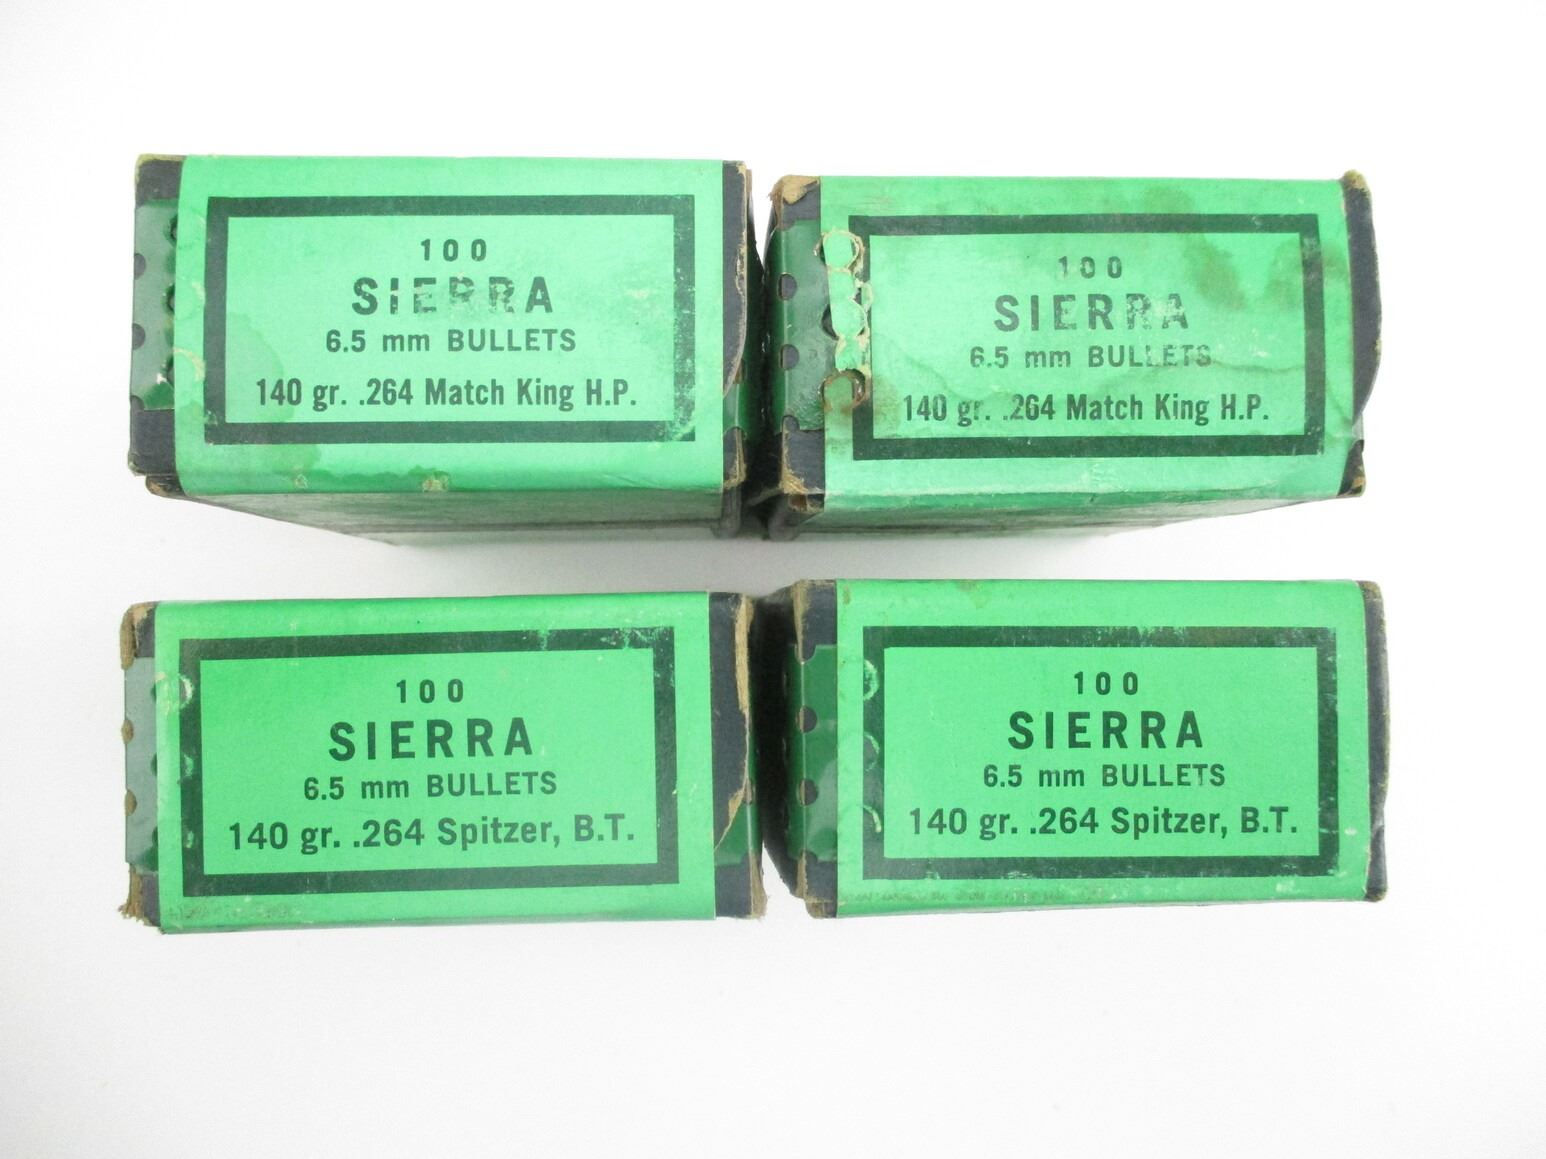 100
SIERRA
6.5 mm BULLETS
140 gr. .264 Match King H.P.
100
SIERRA
6.5 mm BULLETS
140 gr. .264 Match King H.P.
100
SIERRA
6.5 mm BULLETS
140 gr. .264 Spitzer, B.T.
100
SIERRA
6.5 mm BULLETS
140 gr. .264 Spitzer, B.T.